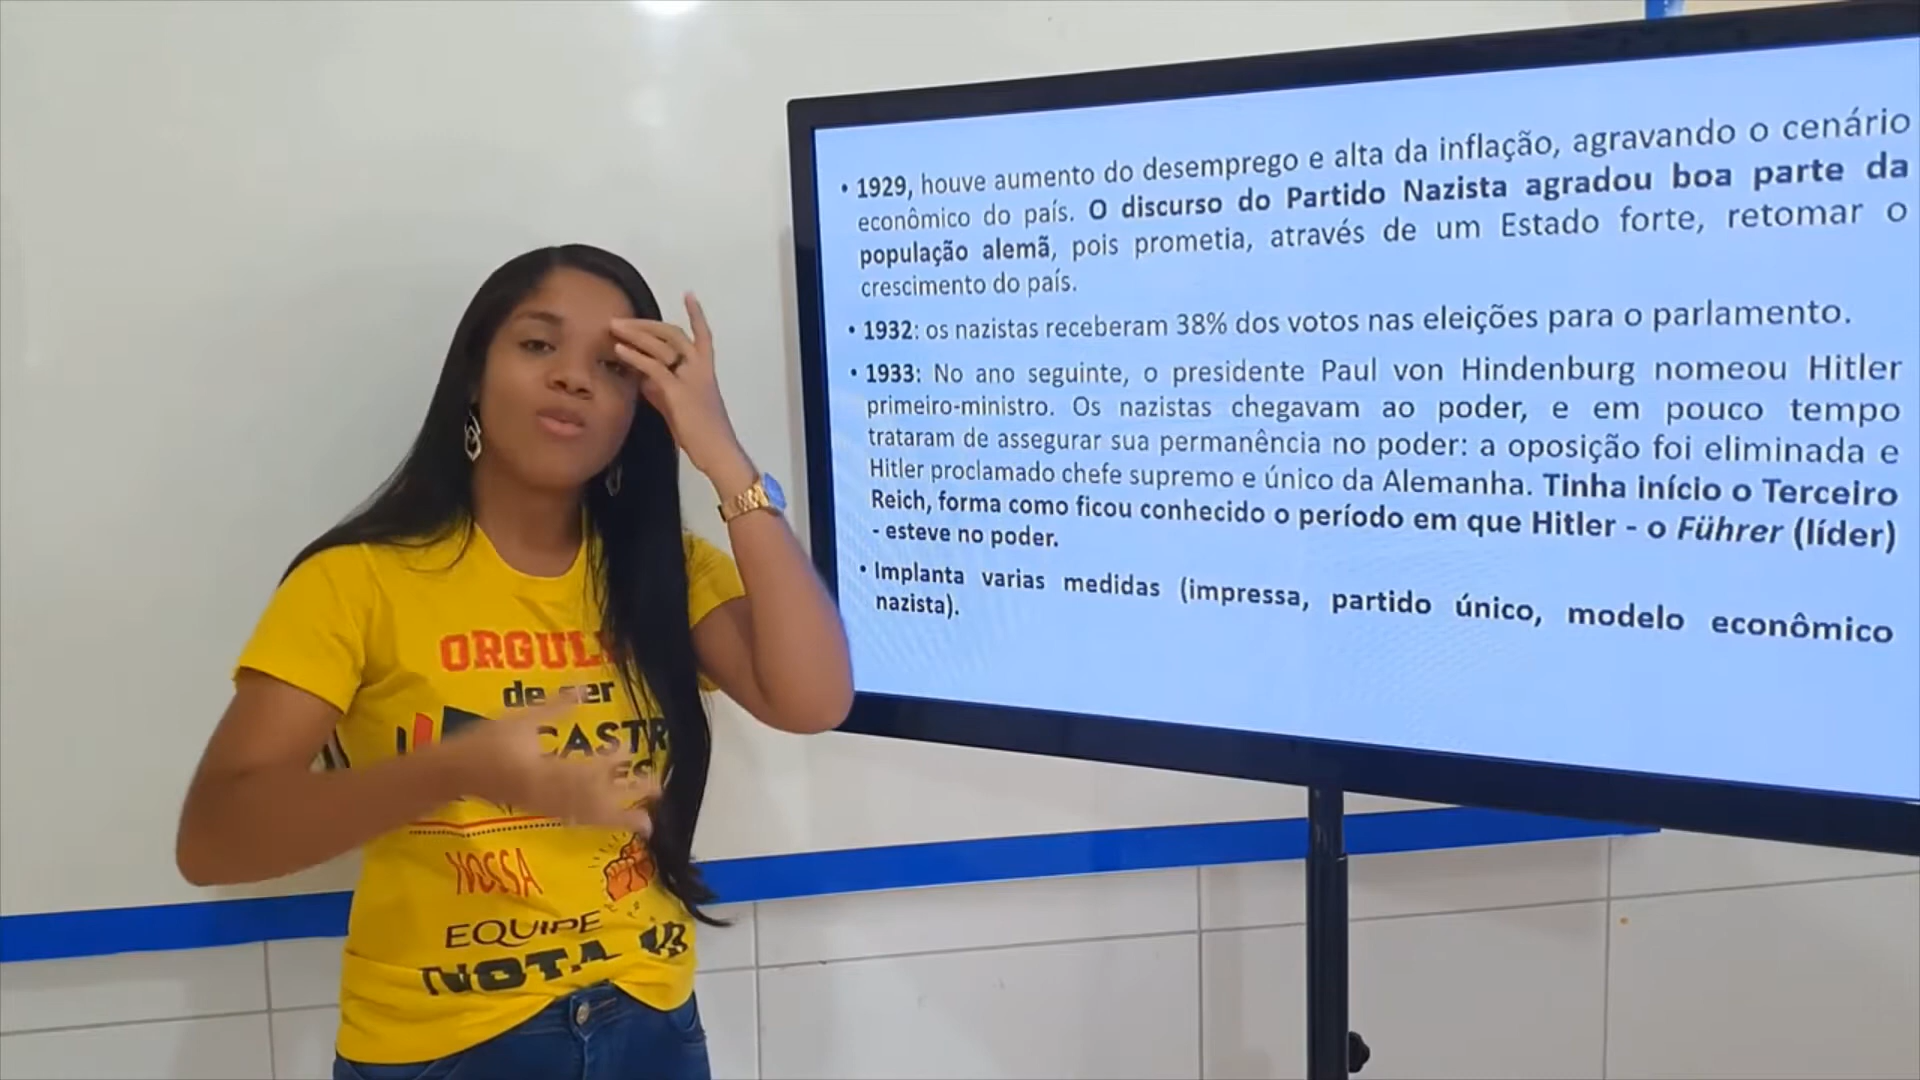 • 1929, houve aumento do desemprego e alta da inflação, agravando o cenário
econômico do país. O discurso do Partido Nazista agradou boa parte da
população alemã, pois prometia, através de um Estado forte, retomar o
crescimento do país.
• 1932: os nazistas receberam 38% dos votos nas eleições para o parlamento.
• 1933: No ano seguinte, o presidente Paul von Hindenburg nomeou Hitler
primeiro-ministro. Os nazistas chegavam ao poder, e em pouco tempo
trataram de assegurar sua permanência no poder: a oposição foi eliminada e
Hitler proclamado chefe supremo e único da Alemanha. Tinha início o Terceiro
Reich, forma como ficou conhecido o período em que Hitler - o Führer (líder)
- esteve no poder.
• Implanta varias medidas (impressa, partido único, modelo econômico
nazista).
ORGUL
de ser
CASTR
NOSSA
EQUIPE
NOTA